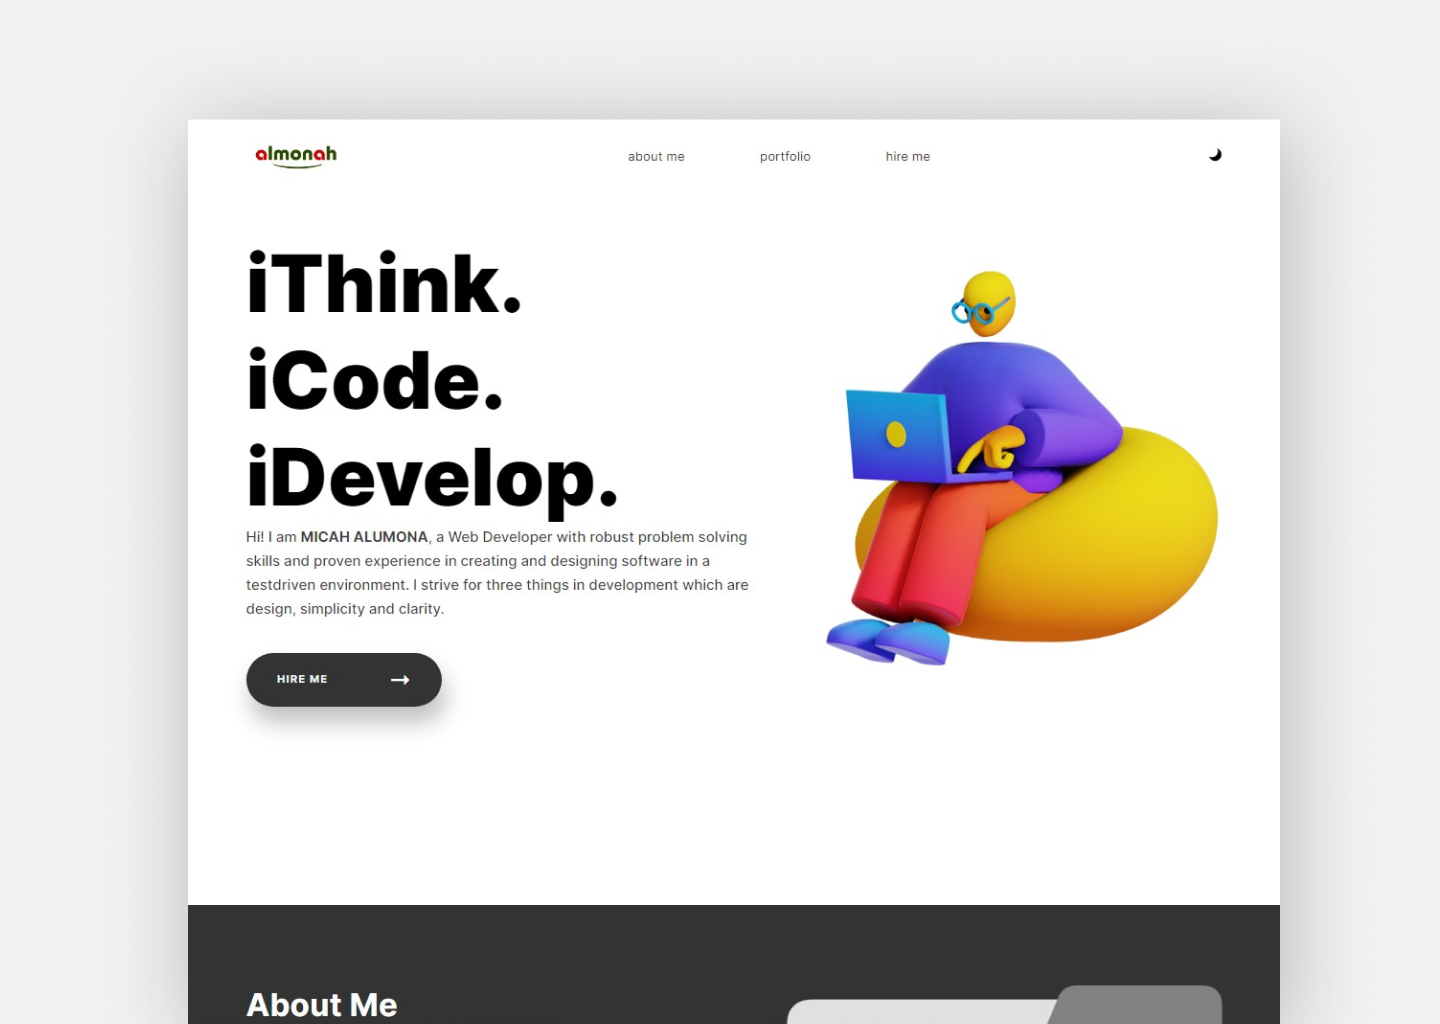 almonah
about me
portfolio
hire me
iThink.
iCode.
iDevelop.
Hi! I am MICAH ALUMONA, a Web Developer with robust problem solving
skills and proven experience in creating and designing software in a
testdriven environment. I strive for three things in development which are
design, simplicity and clarity.
HIRE ME
About Me